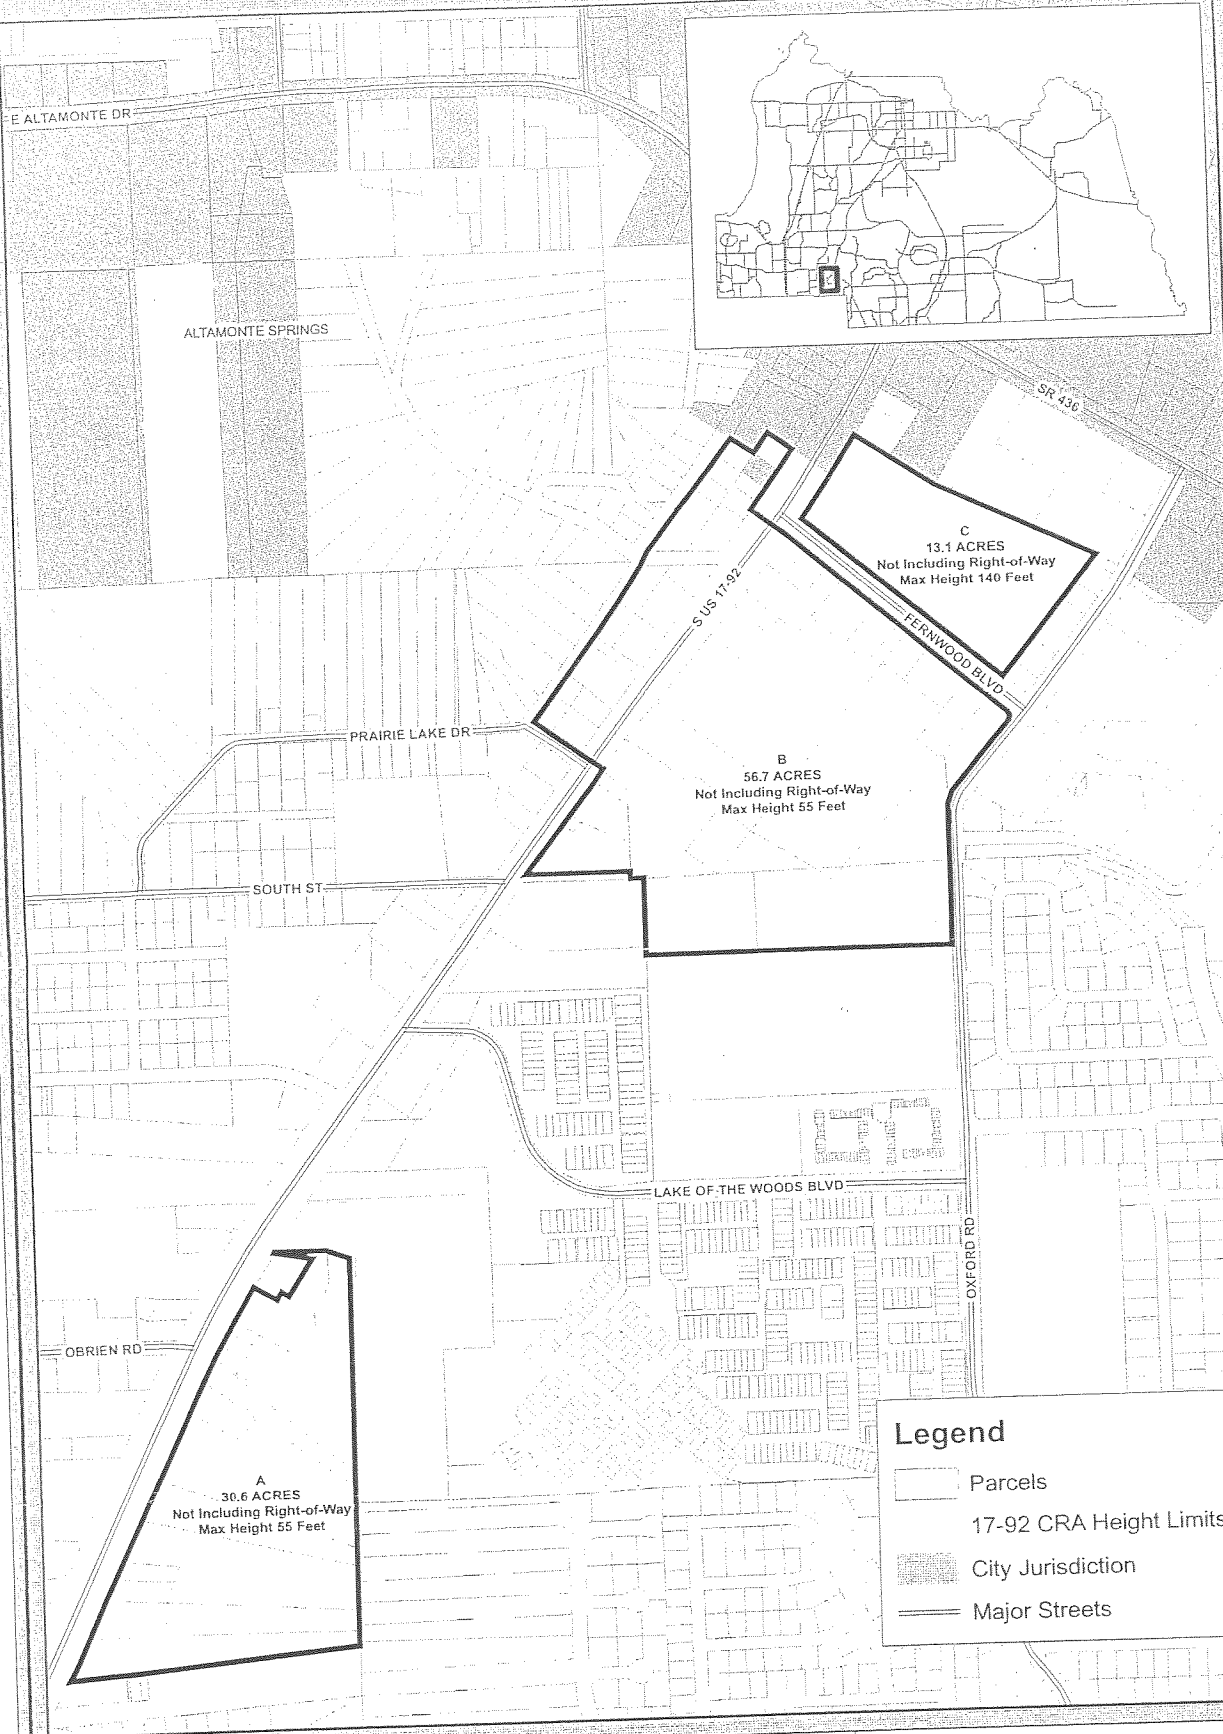 E ALTAMONTE DR
ALTAMONTE SPRINGS
SR 436
C
13.1 ACRES
Not Including Right-of-Way
Max Height 140 Feet
S US 17-92
FERNWOOD BLVD
PRAIRIE LAKE DR
B
56.7 ACRES
Not Including Right-of-Way
Max Height 55 Feet
SOUTH ST
LAKE OF THE WOODS BLVD
OXFORD RD
OBRIEN RD
A
30.6 ACRES
Not Including Right-of-Way
Max Height 55 Feet
Legend
Parcels
17-92 CRA Height Limits
City Jurisdiction
Major Streets